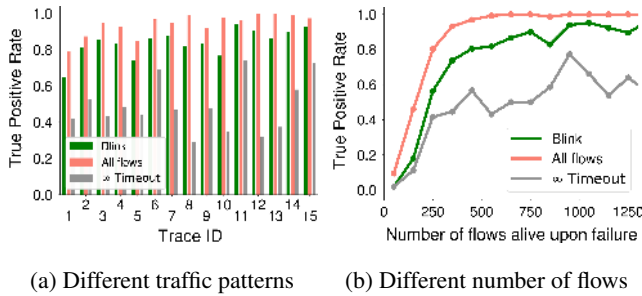 True Positive Rate
1.0
0.8
0.6
0.4
0.2
0.0
Blink
All flows
∞ Timeout
2 4 6 8 10 12 14
1 3 5 7 9 11 13 15
Trace ID
(a) Different traffic patterns
True Positive Rate
1.0
0.8
0.6
0.4
0.2
0.0
Blink
All flows
∞ Timeout
0 250 500 750 1000 1250
Number of flows alive upon failure
(b) Different number of flows